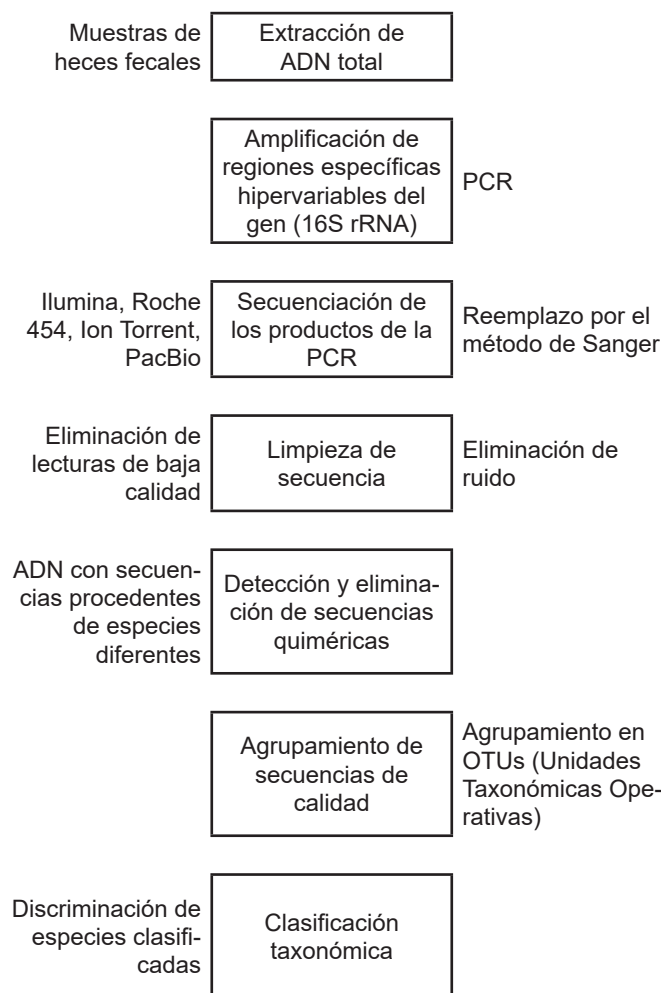 Muestras de
heces fecales
Extracción de
ADN total
Amplificación de
regiones específicas
hipervariables del
gen (16S rRNA)
PCR
Ilumina, Roche
454, Ion Torrent,
PacBio
Secuenciación de
los productos de la
PCR
Reemplazo por el
método de Sanger
Eliminación de
lecturas de baja
calidad
Limpieza de
secuencia
Eliminación de
ruido
ADN con secuen-
cias procedentes
de especies
diferentes
Detección y elimina-
ción de secuencias
quiméricas
Agrupamiento de
secuencias de
calidad
Agrupamiento en
OTUs (Unidades
Taxonómicas Ope-
rativas)
Discriminación de
especies clasifi-
cadas
Clasificación
taxonómica